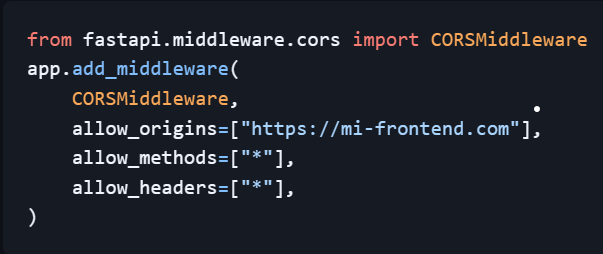 from fastapi.middleware.cors import CORSMiddleware
app.add_middleware(
    CORSMiddleware,
    allow_origins=["https://mi-frontend.com"],
    allow_methods=["*"],
    allow_headers=["*"],
)